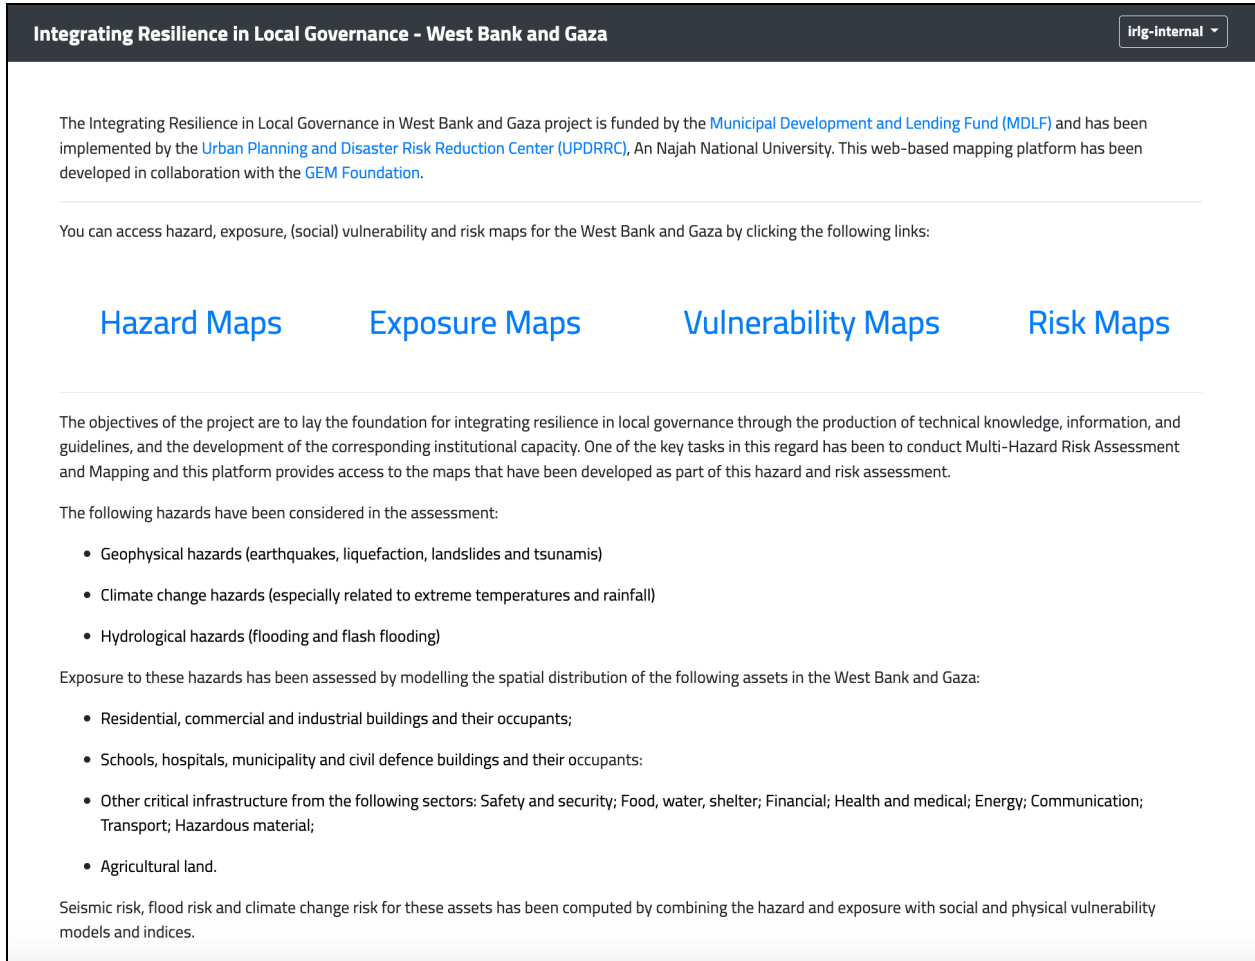 Integrating Resilience in Local Governance - West Bank and Gaza
irlg-internal
The Integrating Resilience in Local Governance in West Bank and Gaza project is funded by the Municipal Development and Lending Fund (MDLF) and has been
implemented by the Urban Planning and Disaster Risk Reduction Center (UPDRRC), An Najah National University. This web-based mapping platform has been
developed in collaboration with the GEM Foundation.
You can access hazard, exposure, (social) vulnerability and risk maps for the West Bank and Gaza by clicking the following links:
Hazard Maps Exposure Maps Vulnerability Maps Risk Maps
The objectives of the project are to lay the foundation for integrating resilience in local governance through the production of technical knowledge, information, and
guidelines, and the development of the corresponding institutional capacity. One of the key tasks in this regard has been to conduct Multi-Hazard Risk Assessment
and Mapping and this platform provides access to the maps that have been developed as part of this hazard and risk assessment.
The following hazards have been considered in the assessment:
• Geophysical hazards (earthquakes, liquefaction, landslides and tsunamis)
• Climate change hazards (especially related to extreme temperatures and rainfall)
• Hydrological hazards (flooding and flash flooding)
Exposure to these hazards has been assessed by modelling the spatial distribution of the following assets in the West Bank and Gaza:
• Residential, commercial and industrial buildings and their occupants;
• Schools, hospitals, municipality and civil defence buildings and their occupants:
• Other critical infrastructure from the following sectors: Safety and security; Food, water, shelter; Financial; Health and medical; Energy; Communication;
Transport; Hazardous material;
• Agricultural land.
Seismic risk, flood risk and climate change risk for these assets has been computed by combining the hazard and exposure with social and physical vulnerability
models and indices.